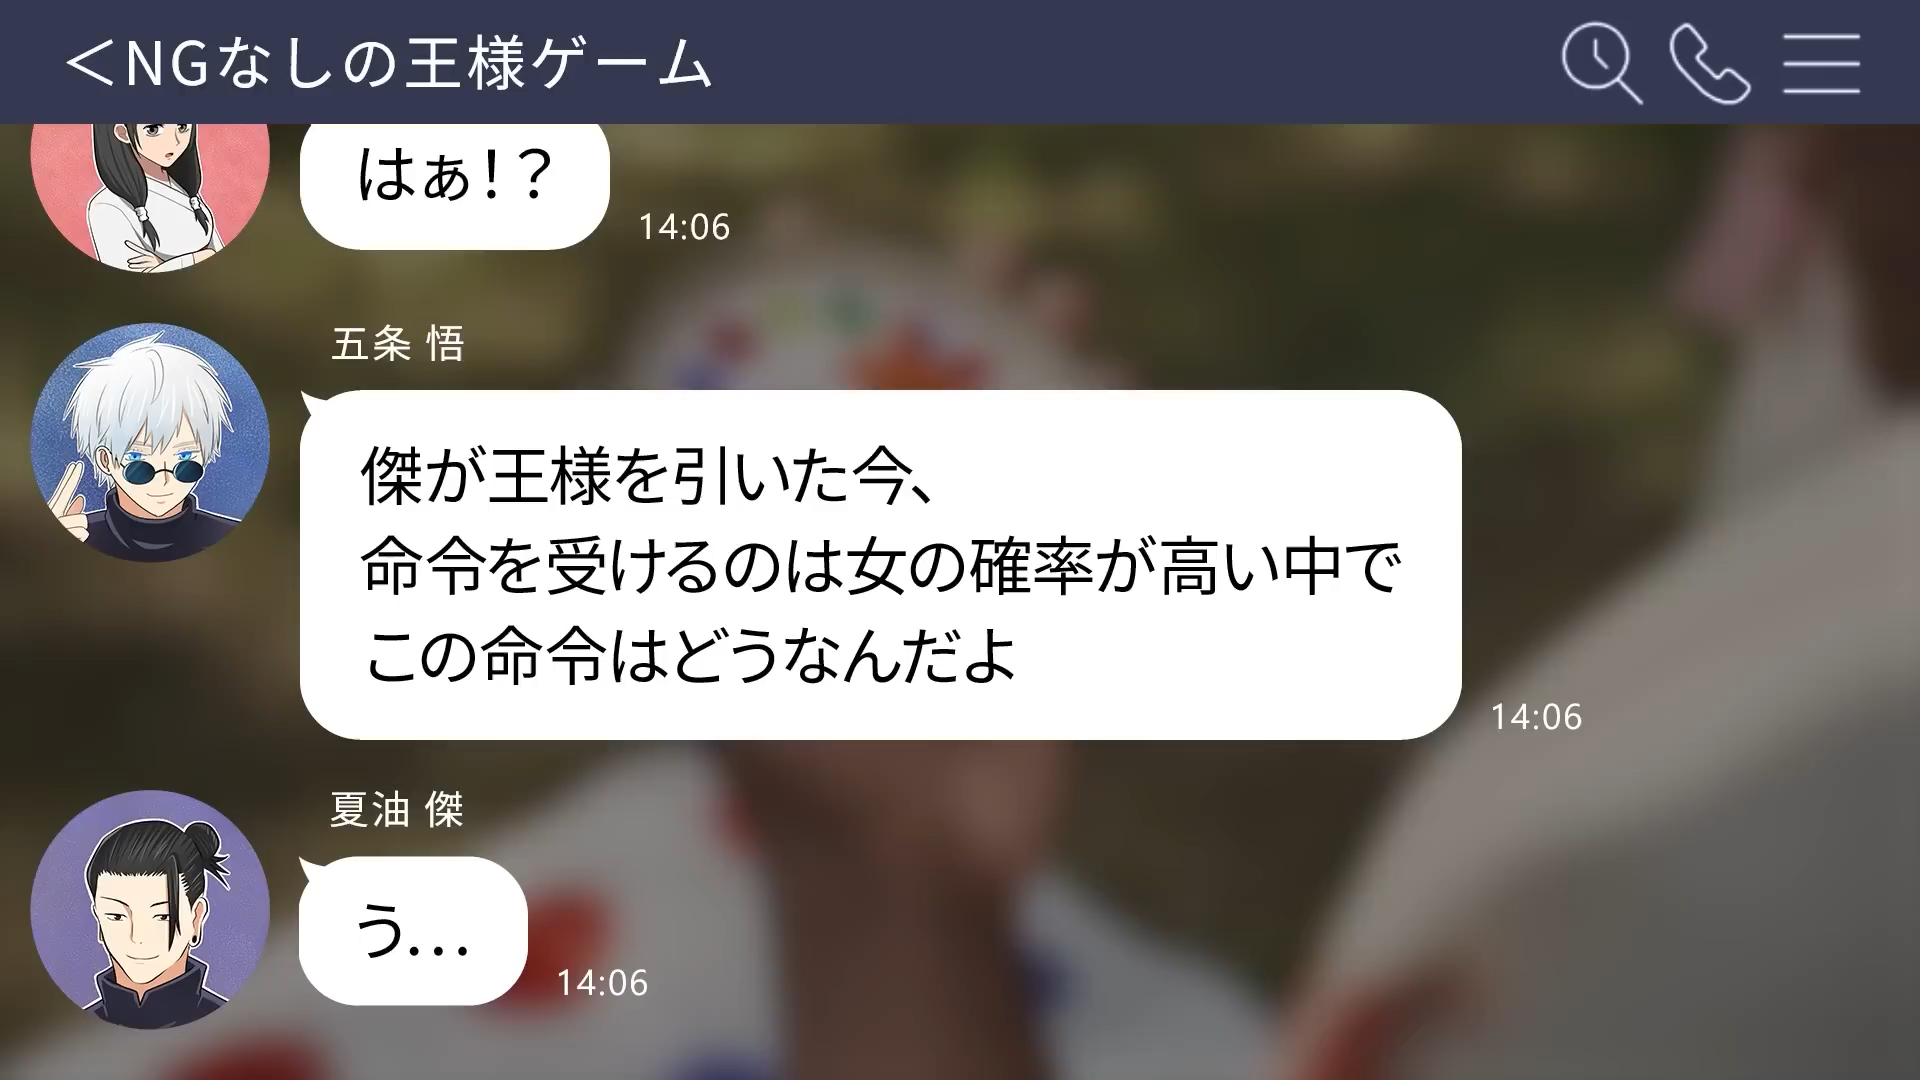 ＜NGなしの王様ゲーム
はぁ！？
14:06
五条 悟
傑が王様を引いた今、
命令を受けるのは女の確率が高い中で
この命令はどうなんだよ
14:06
夏油 傑
う…
14:06